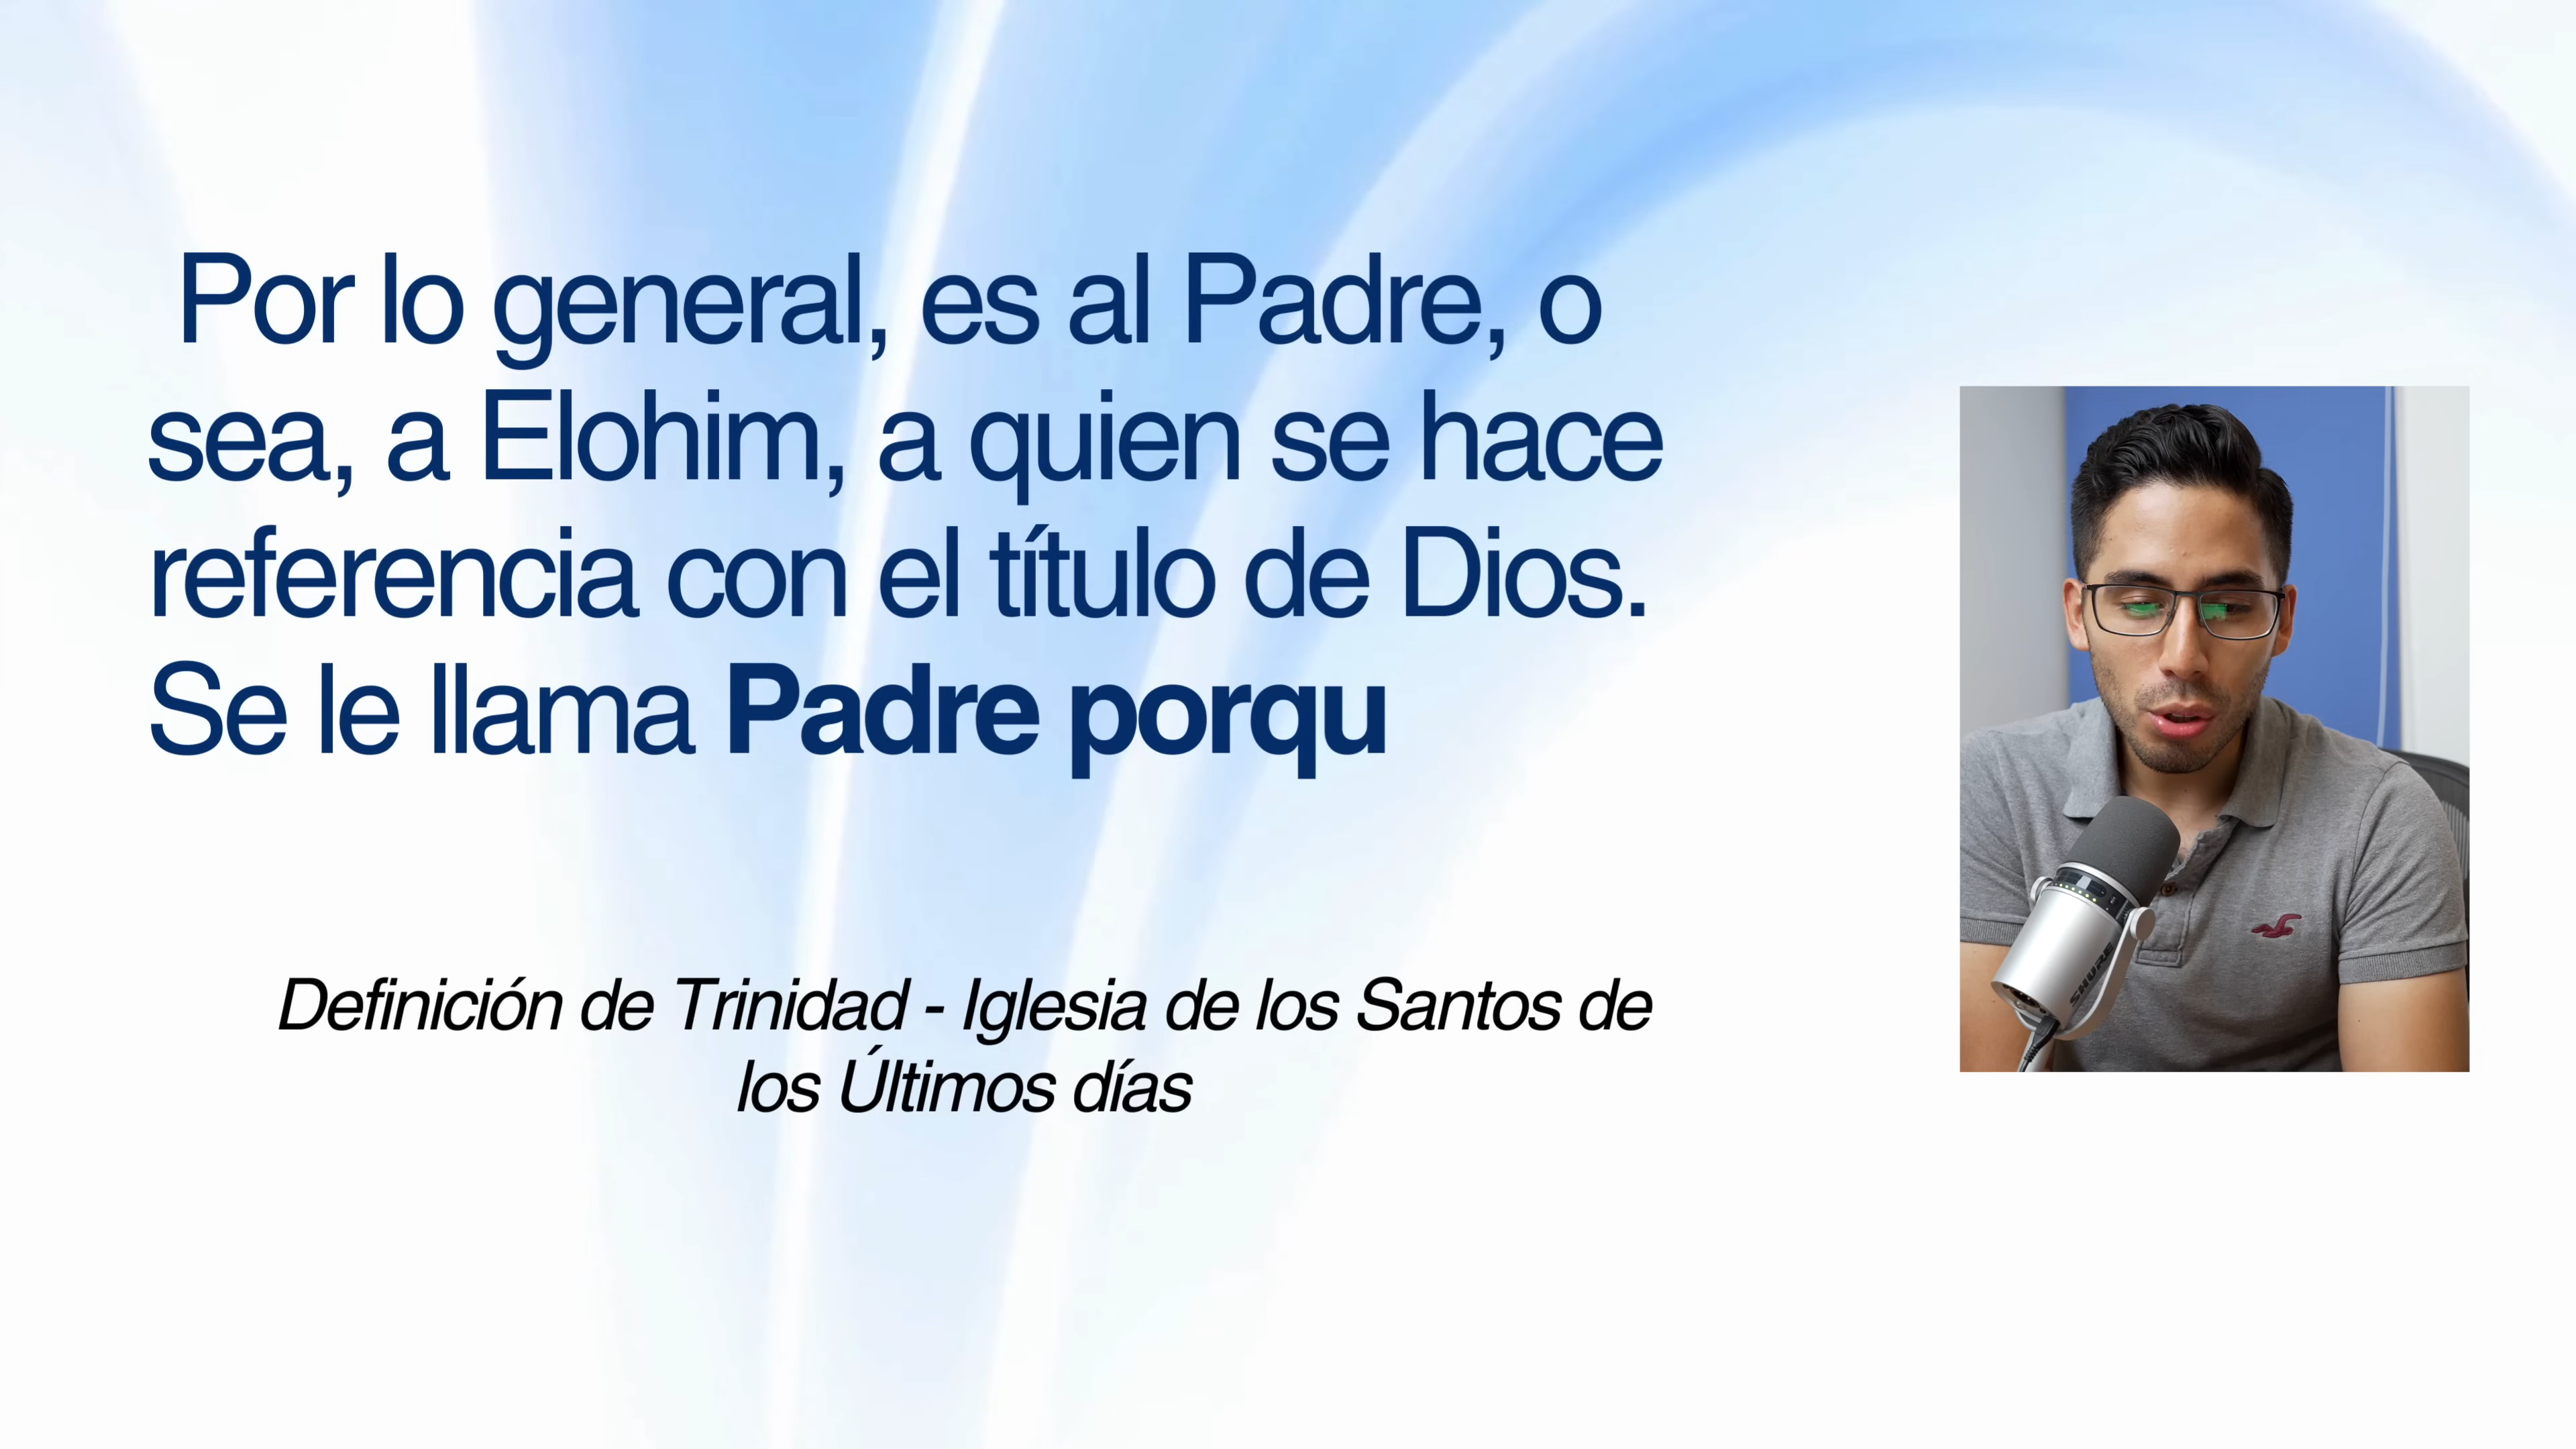 Por lo general, es al Padre, o
sea, a Elohim, a quien se hace
referencia con el título de Dios.
Se le llama Padre porqu
Definición de Trinidad - Iglesia de los Santos de
los Últimos días
SHURE